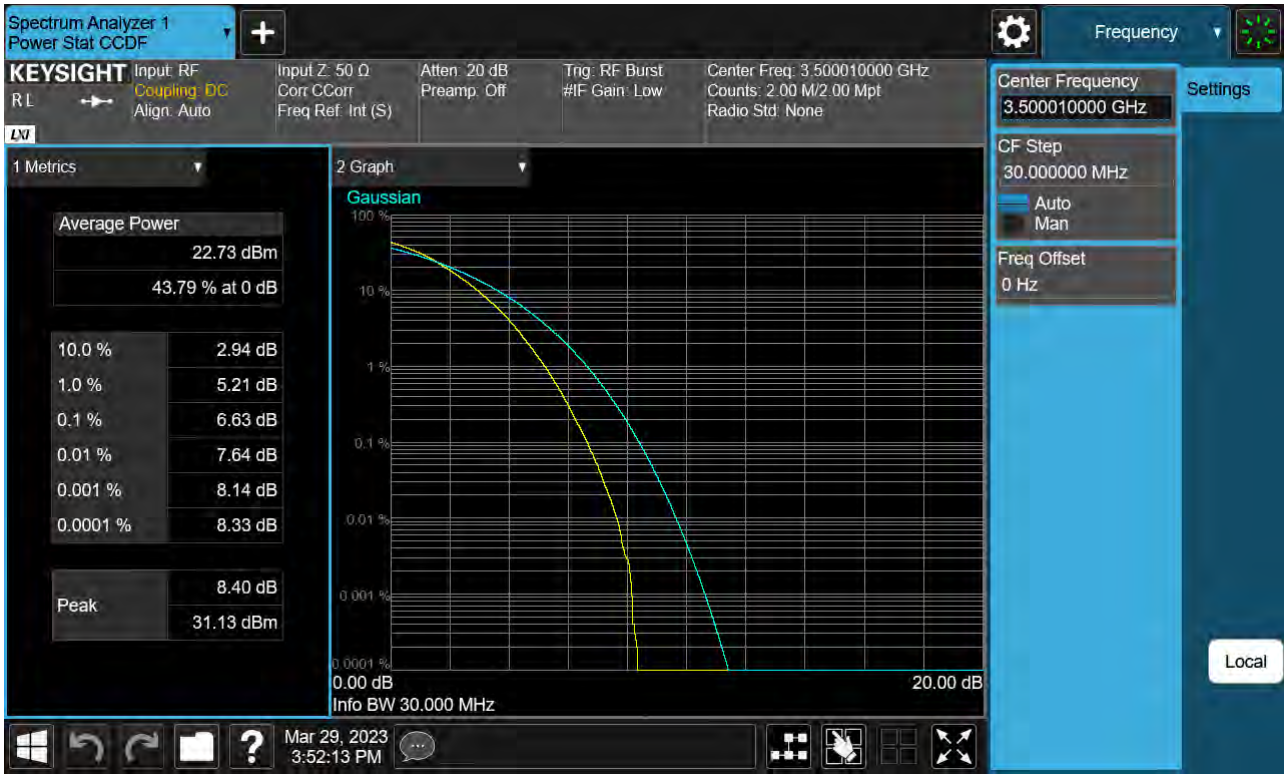 Spectrum Analyzer 1
Power Stat CCDF
Frequency
KEYSIGHT
RL
LXI
Input: RF
Coupling: DC
Align: Auto
Input Z: 50 Ω
Corr CCorr
Freq Ref: Int (S)
Atten: 20 dB
Preamp: Off
Trig: RF Burst
#IF Gain: Low
Center Freq: 3.500010000 GHz
Counts: 2.00 M/2.00 Mpt
Radio Std: None
Center Frequency
3.500010000 GHz
Settings
CF Step
30.000000 MHz
Auto
Man
Freq Offset
0 Hz
1 Metrics
Average Power
22.73 dBm
43.79 % at 0 dB
10.0 % 2.94 dB
1.0 % 5.21 dB
0.1 % 6.63 dB
0.01 % 7.64 dB
0.001 % 8.14 dB
0.0001 % 8.33 dB
Peak
8.40 dB
31.13 dBm
2 Graph
Gaussian
100 %
10 %
1 %
0.1 %
0.01 %
0.001 %
0.0001 %
0.00 dB 20.00 dB
Info BW 30.000 MHz
Local
Mar 29, 2023
3:52:13 PM